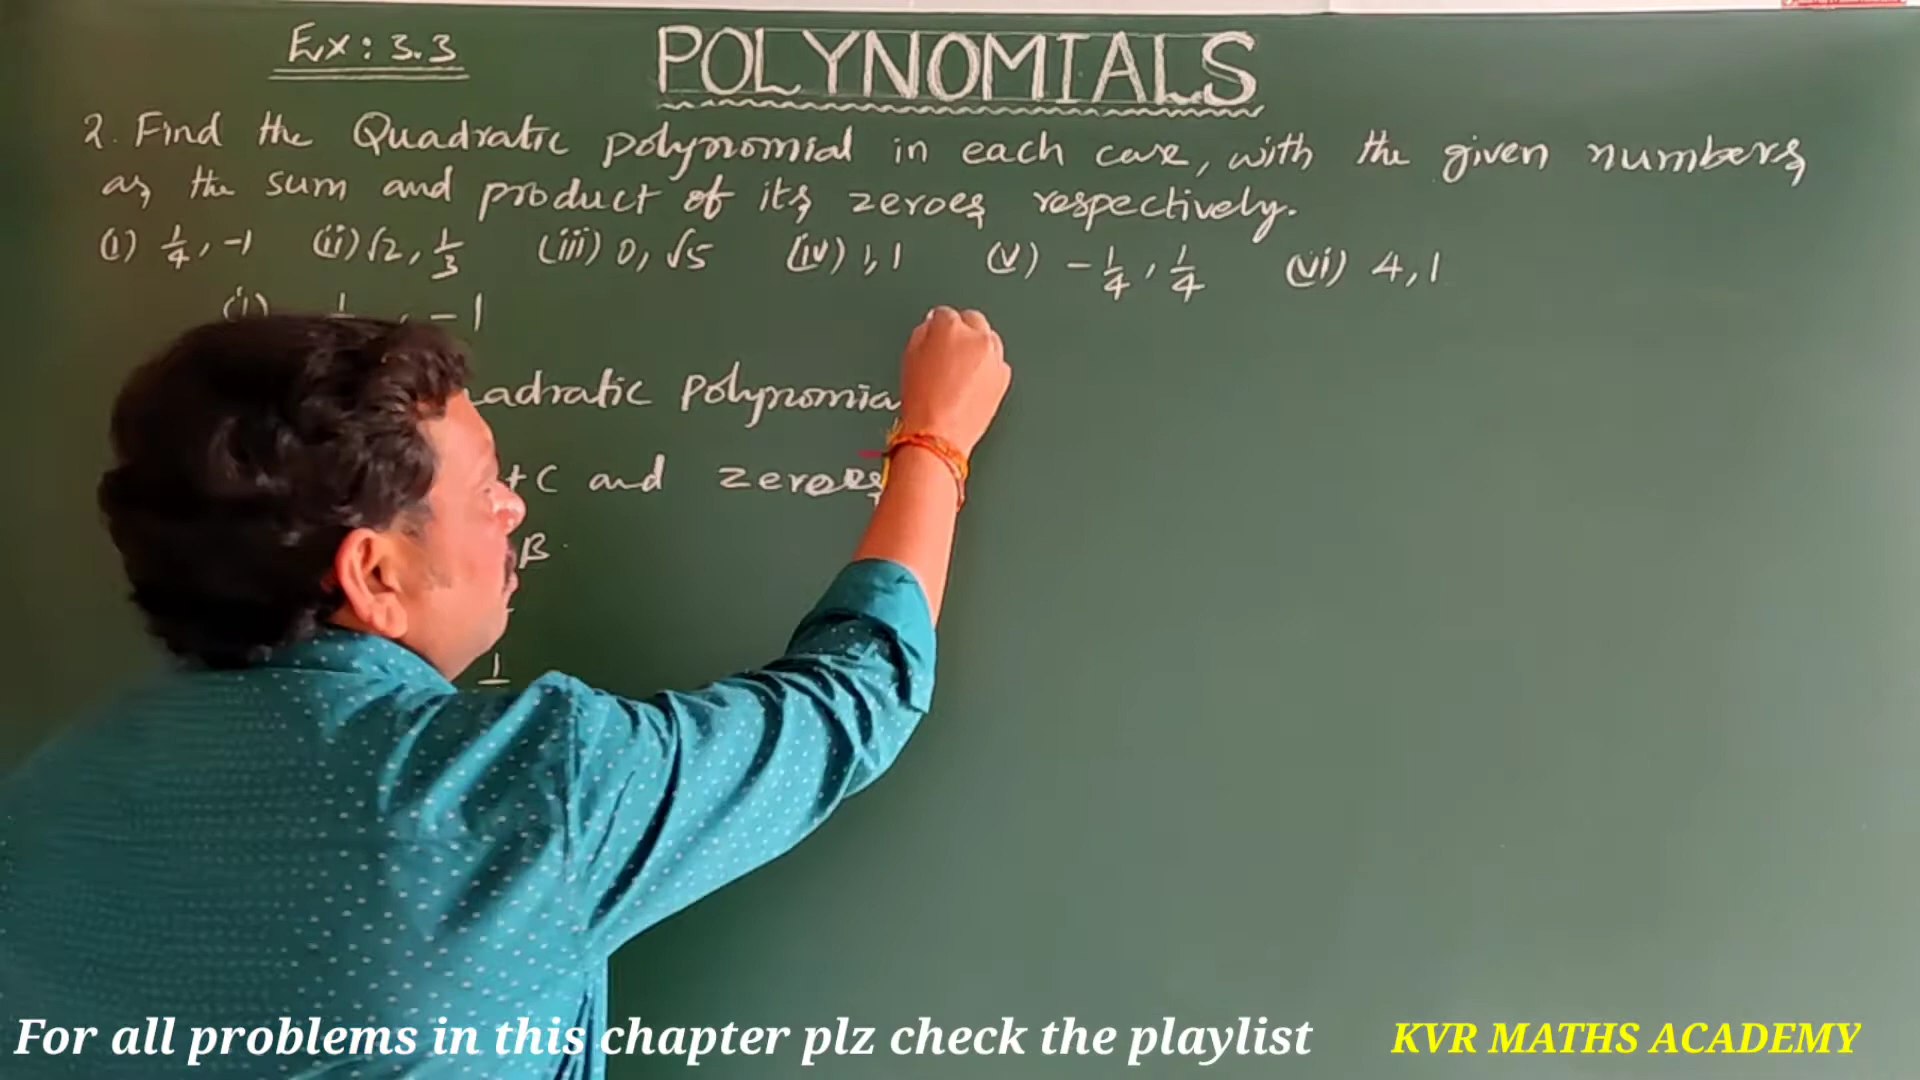 Ex: 3.3
POLYNOMIALS
2. Find the Quadratic polynomial in each case, with the given numbers
as the sum and product of its zeroes respectively.
(i) 1/4, -1 (ii) √2, 1/3 (iii) 0, √5 (iv) 1, 1 (v) -1/4, 1/4 (vi) 4, 1
(i) 1 , -1
adratic polynomia
+c and zeroes
β
1
For all problems in this chapter plz check the playlist
KVR MATHS ACADEMY